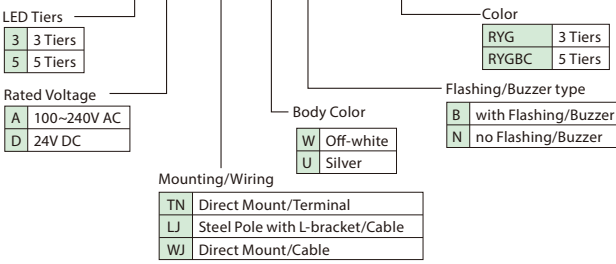 LED Tiers
3 3 Tiers
5 5 Tiers
Rated Voltage
A 100~240V AC
D 24V DC
Mounting/Wiring
TN Direct Mount/Terminal
LJ Steel Pole with L-bracket/Cable
WJ Direct Mount/Cable
Body Color
W Off-white
U Silver
Flashing/Buzzer type
B with Flashing/Buzzer
N no Flashing/Buzzer
Color
RYG 3 Tiers
RYGBC 5 Tiers